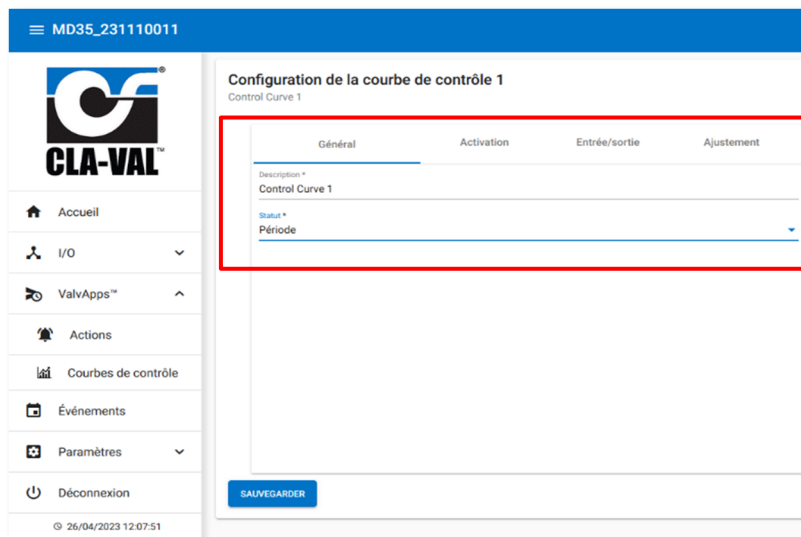 MD35_231110011
CLA-VAL™
®
Accueil
I/O
ValvApps™
Actions
Courbes de contrôle
Événements
Paramètres
Déconnexion
26/04/2023 12:07:51
Configuration de la courbe de contrôle 1
Control Curve 1
Général Activation Entrée/sortie Ajustement
Description *
Control Curve 1
Statut *
Période
SAUVEGARDER